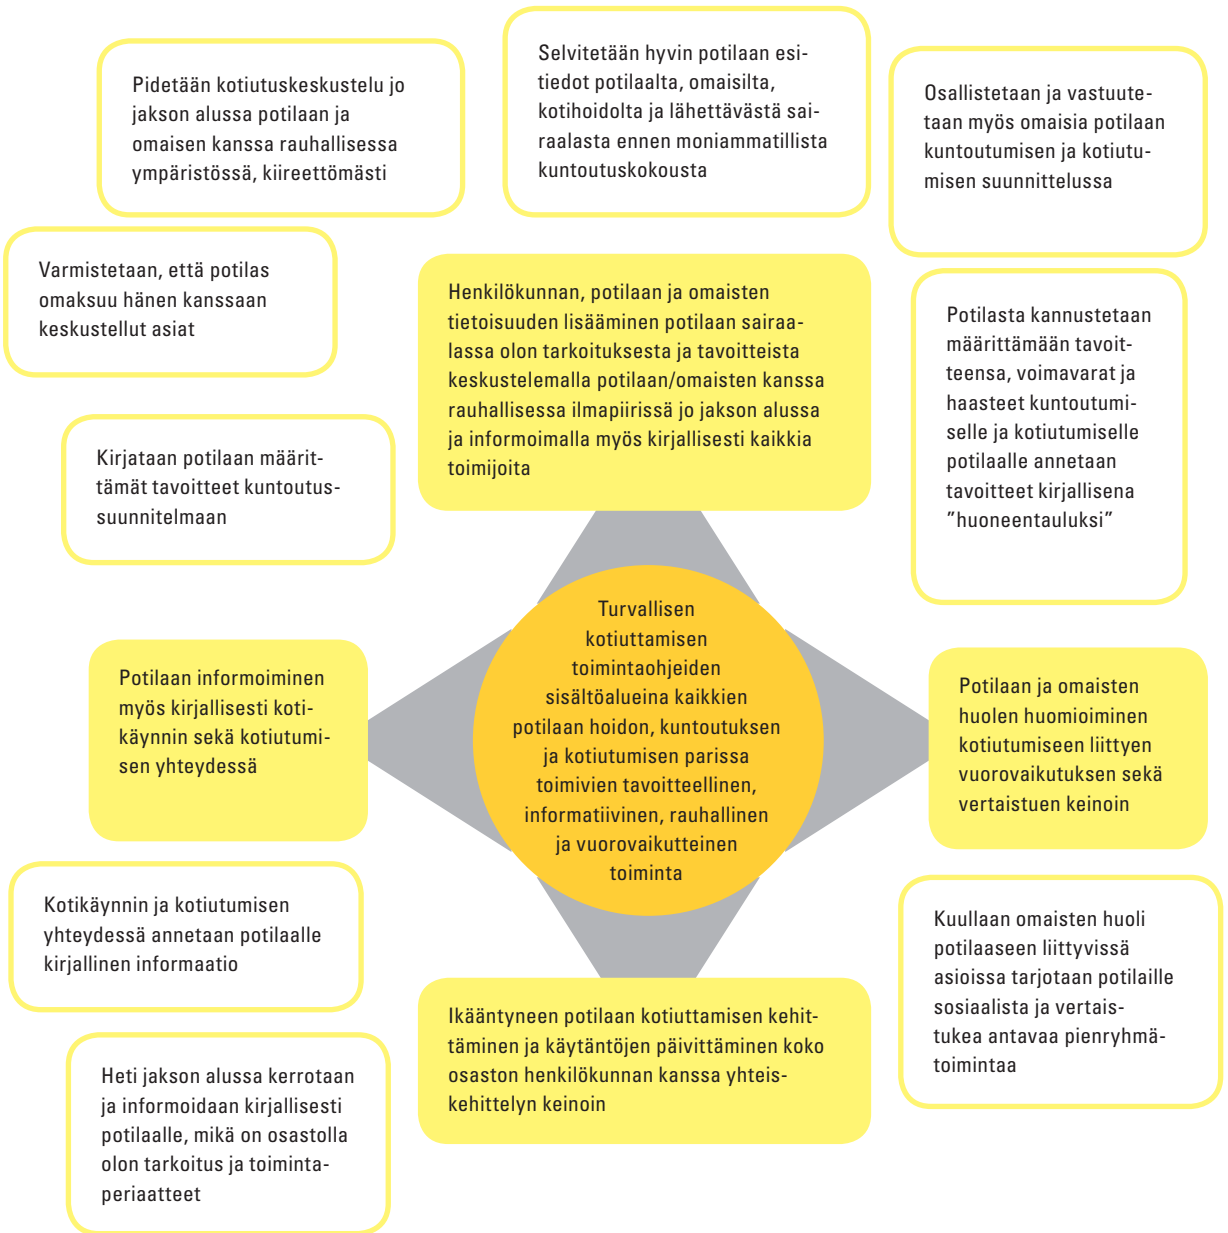 Pidetään kotiutuskeskustelu jo
jakson alussa potilaan ja
omaisen kanssa rauhallisessa
ympäristössä, kiireettömästi
Selvitetään hyvin potilaan esi-
tiedot potilaalta, omaisilta,
kotihoidolta ja lähettävästä sai-
raalasta ennen moniammatillista
kuntoutuskokousta
Osallistetaan ja vastuute-
taan myös omaisia potilaan
kuntoutumisen ja kotiutu-
misen suunnittelussa
Varmistetaan, että potilas
omaksuu hänen kanssaan
keskustellut asiat
Henkilökunnan, potilaan ja omaisten
tietoisuuden lisääminen potilaan sairaa-
lassa olon tarkoituksesta ja tavoitteista
keskustelemalla potilaan/omaisten kanssa
rauhallisessa ilmapiirissä jo jakson alussa
ja informoimalla myös kirjallisesti kaikkia
toimijoita
Potilasta kannustetaan
määrittämään tavoit-
teensa, voimavarat ja
haasteet kuntoutumi-
selle ja kotiutumiselle
potilaalle annetaan
tavoitteet kirjallisena
”huoneentauluksi”
Kirjataan potilaan määrit-
tämät tavoitteet kuntoutus-
suunnitelmaan
Turvallisen
kotiuttamisen
toimintaohjeiden
sisältöalueina kaikkien
potilaan hoidon, kuntoutuksen
ja kotiutumisen parissa
toimivien tavoitteellinen,
informatiivinen, rauhallinen
ja vuorovaikutteinen
toiminta
Potilaan informoiminen
myös kirjallisesti koti-
käynnin sekä kotiutumi-
sen yhteydessä
Potilaan ja omaisten
huolen huomioiminen
kotiutumiseen liittyen
vuorovaikutuksen sekä
vertaistuen keinoin
Kotikäynnin ja kotiutumisen
yhteydessä annetaan potilaalle
kirjallinen informaatio
Kuullaan omaisten huoli
potilaaseen liittyvissä
asioissa tarjotaan potilaille
sosiaalista ja vertais-
tukea antavaa pienryhmä-
toimintaa
Ikääntyneen potilaan kotiuttamisen kehit-
täminen ja käytäntöjen päivittäminen koko
osaston henkilökunnan kanssa yhteis-
kehittelyn keinoin
Heti jakson alussa kerrotaan
ja informoidaan kirjallisesti
potilaalle, mikä on osastolla
olon tarkoitus ja toiminta-
periaatteet